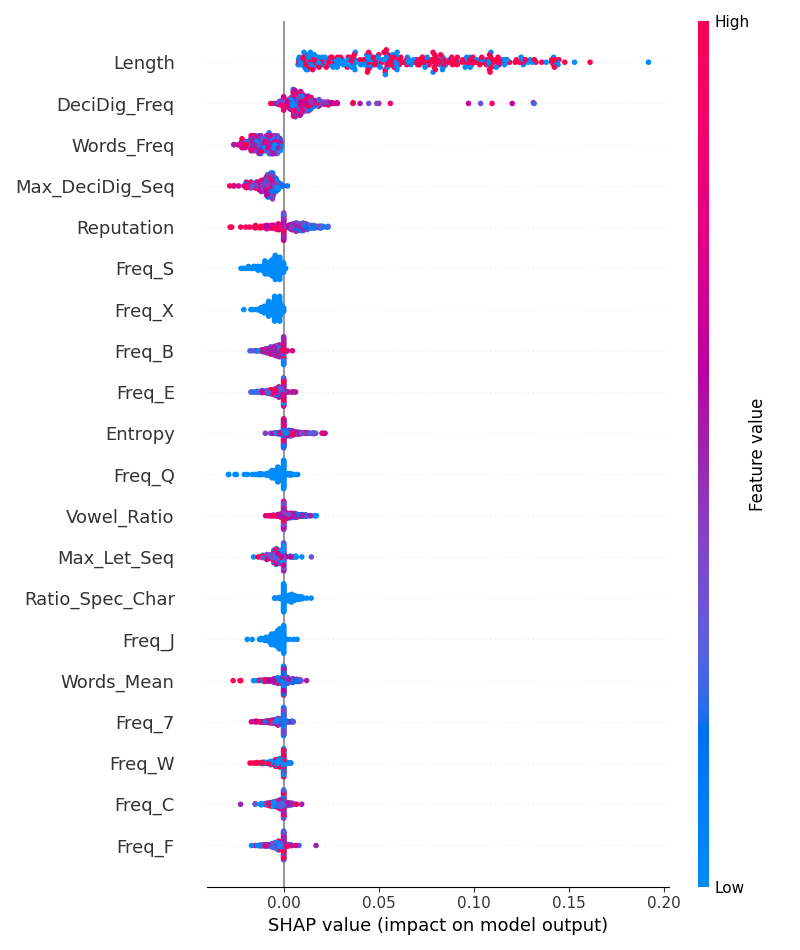 High
Length
DeciDig_Freq
Words_Freq
Max_DeciDig_Seq
Reputation
Freq_S
Freq_X
Freq_B
Freq_E
Entropy
Freq_Q
Vowel_Ratio
Max_Let_Seq
Ratio_Spec_Char
Freq_J
Words_Mean
Freq_7
Freq_W
Freq_C
Freq_F
Feature value
Low
0.00 0.05 0.10 0.15 0.20
SHAP value (impact on model output)